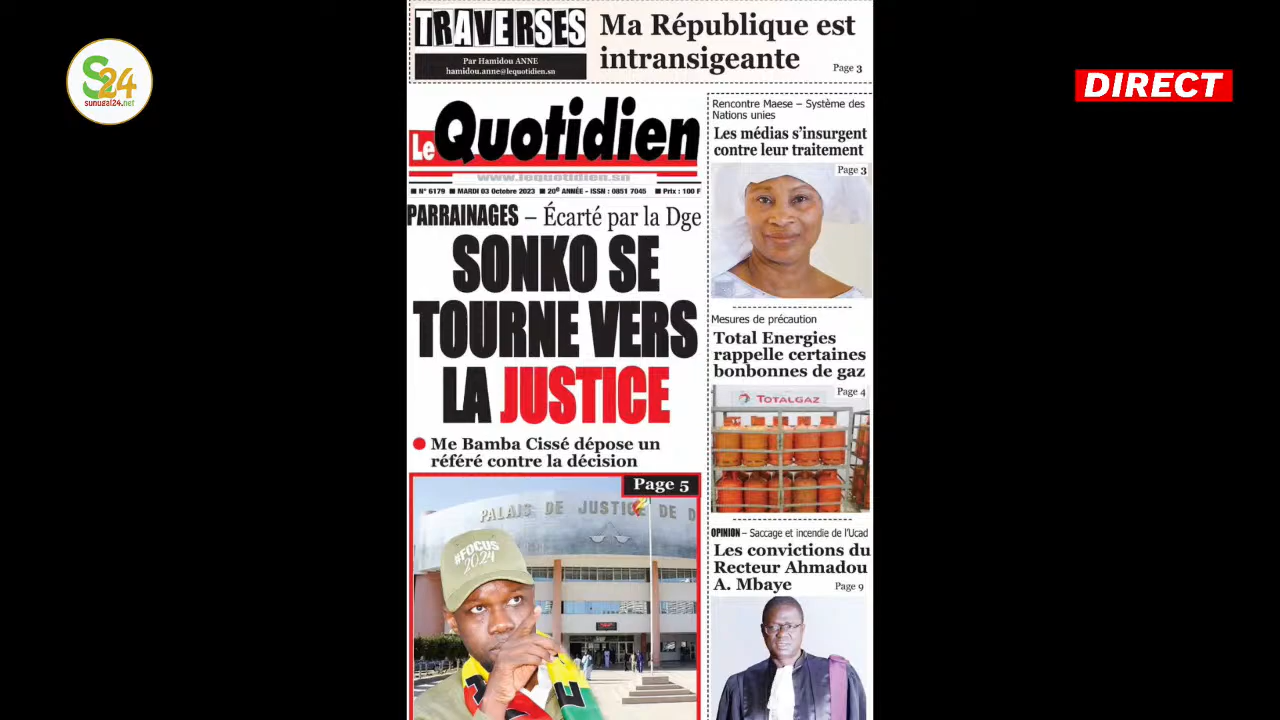 TRAVERSES
Par Hamidou ANNE
hamidou.anne@lequotidien.sn
Ma République est
intransigeante
Page 3
S24
sunugal24.net
DIRECT
Le Quotidien
www.lequotidien.sn
N° 6179 MARDI 03 Octobre 2023 20e ANNÉE - ISSN : 0851 7045 Prix : 100 F
PARRAINAGES – Écarté par la Dge
SONKO SE
TOURNE VERS
LA JUSTICE
Me Bamba Cissé dépose un
référé contre la décision
Page 5
PALAIS DE JUSTICE DE D
#FOCUS
2024
Rencontre Maese – Système des
Nations unies
Les médias s'insurgent
contre leur traitement
Page 3
Mesures de précaution
Total Energies
rappelle certaines
bonbonnes de gaz
Page 4
TOTALGAZ
OPINION – Saccage et incendie de l'Ucad
Les convictions du
Recteur Ahmadou
A. Mbaye
Page 9